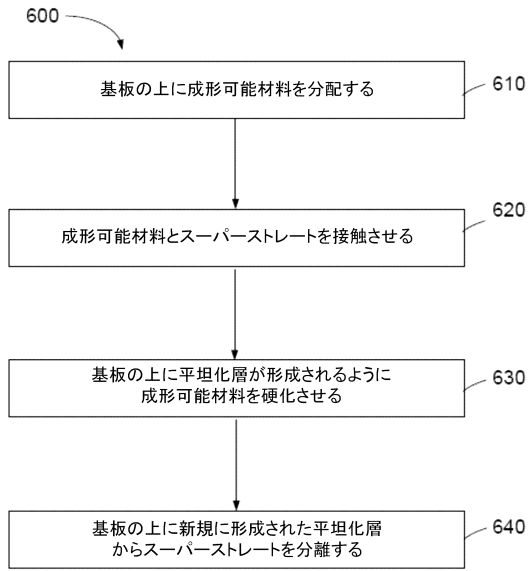 600
基板の上に成形可能材料を分配する
610
成形可能材料とスーパーストレートを接触させる
620
基板の上に平坦化層が形成されるように
成形可能材料を硬化させる
630
基板の上に新規に形成された平坦化層
からスーパーストレートを分離する
640